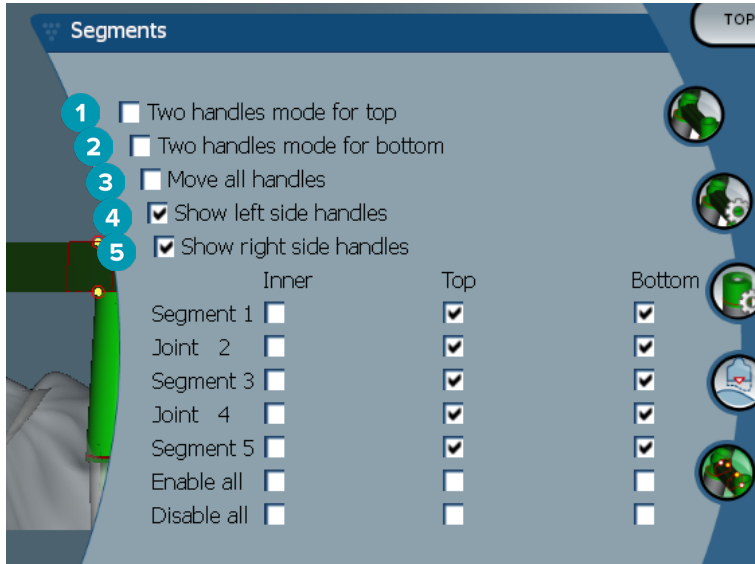 Segments
TOP
1 Two handles mode for top
2 Two handles mode for bottom
3 Move all handles
4 Show left side handles
5 Show right side handles
Inner Top Bottom
Segment 1
Joint 2
Segment 3
Joint 4
Segment 5
Enable all
Disable all